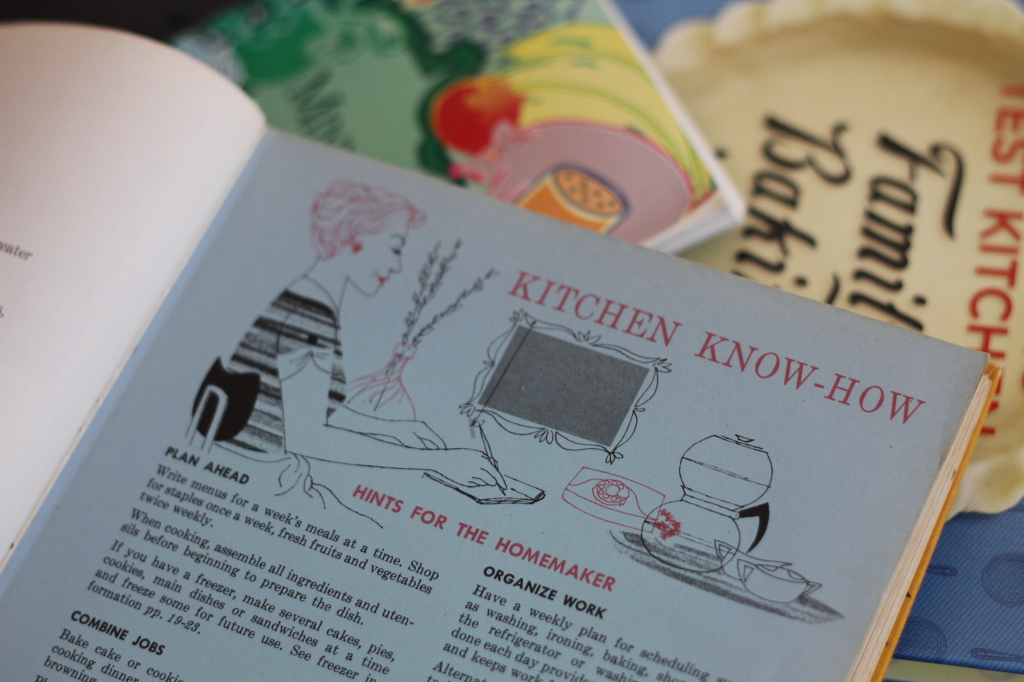 eater
Family
TEST KITCHEN
KITCHEN KNOW-HOW
HINTS FOR THE HOMEMAKER
PLAN AHEAD
Write menus for a week's meals at a time. Shop
for staples once a week, fresh fruits and vegetables
twice weekly.
When cooking, assemble all ingredients and uten-
sils before beginning to prepare the dish.
If you have a freezer, make several cakes, pies,
cookies, main dishes or sandwiches at a time
and freeze some for future use. See freezer in
formation pp. 19-23.
COMBINE JOBS
Bake cake or cookie
cooking dinner
browning
ORGANIZE WORK
Have a weekly plan for scheduling
as washing, ironing, baking,
the refrigerator or
done each day
and keeps work